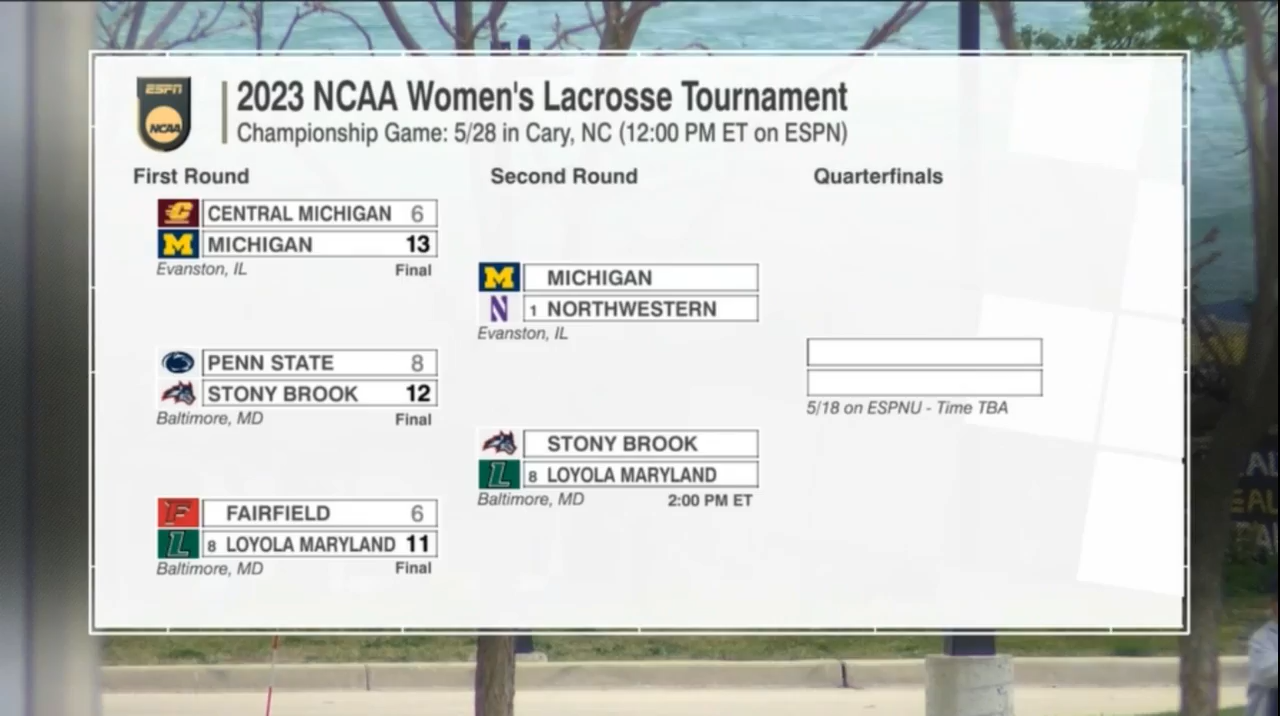 ESPN
NCAA
2023 NCAA Women's Lacrosse Tournament
Championship Game: 5/28 in Cary, NC (12:00 PM ET on ESPN)
First Round
Second Round
Quarterfinals
CENTRAL MICHIGAN 6
M MICHIGAN 13
Evanston, IL Final
PENN STATE 8
STONY BROOK 12
Baltimore, MD Final
F FAIRFIELD 6
L 8 LOYOLA MARYLAND 11
Baltimore, MD Final
M MICHIGAN
N 1 NORTHWESTERN
Evanston, IL
STONY BROOK
L 8 LOYOLA MARYLAND
Baltimore, MD 2:00 PM ET
5/18 on ESPNU - Time TBA